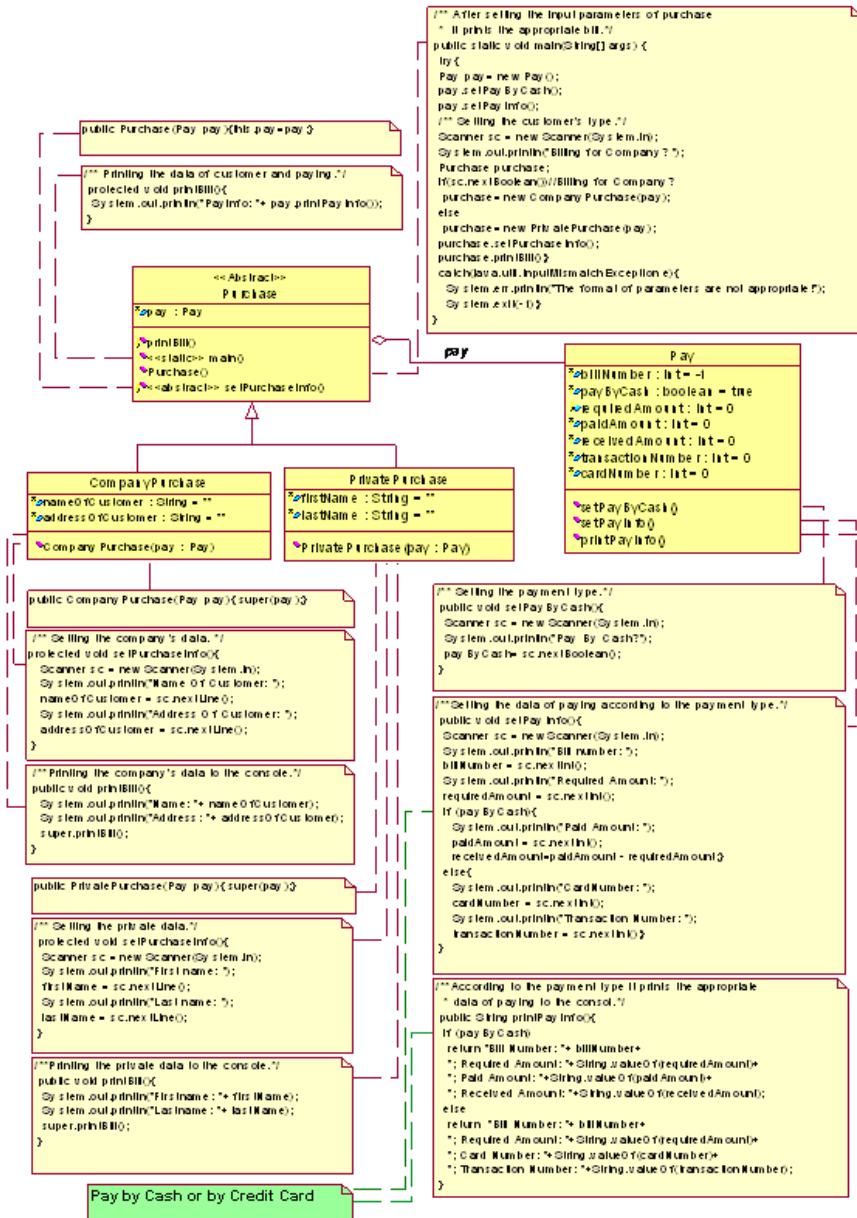 /** After setting the input parameters of purchase
* it prints the appropriate bill.*/
public static void main(String[] args) {
try{
Pay pay= new Pay();
pay.setPayByCash();
pay.setPayInfo();
/** Setting the customer's type.*/
Scanner sc = new Scanner(System.in);
System.out.println("Billing for Company ? ");
Purchase purchase;
if(sc.nextBoolean())//Billing for Company ?
purchase= new CompanyPurchase(pay);
else
purchase= new PrivatePurchase(pay);
purchase.setPurchaseInfo();
purchase.printBill();}
catch(java.util.InputMismatchException e){
System.err.println("The format of parameters are not appropriate!");
System.exit(-1);}
}
public Purchase(Pay pay){this.pay=pay;}
/** Printing the data of customer and paying.*/
protected void printBill(){
System.out.println("PayInfo: "+ pay.printPayInfo());
}
<<Abstract>>
Purchase
pay : Pay
printBill()
<<static>> main()
Purchase()
<<abstract>> setPurchaseInfo()
pay
Pay
billNumber : int = -1
payByCash : boolean = true
requiredAmount : int = 0
paidAmount : int = 0
receivedAmount : int = 0
transactionNumber : int = 0
cardNumber : int = 0
setPayByCash()
setPayInfo()
printPayInfo()
CompanyPurchase
nameOfCustomer : String = ""
addressOfCustomer : String = ""
CompanyPurchase(pay : Pay)
PrivatePurchase
firstName : String = ""
lastName : String = ""
PrivatePurchase(pay : Pay)
public CompanyPurchase(Pay pay){super(pay);}
/** Setting the company's data. */
protected void setPurchaseInfo(){
Scanner sc = new Scanner(System.in);
System.out.println("Name Of Customer: ");
nameOfCustomer = sc.nextLine();
System.out.println("Address Of Customer: ");
addressOfCustomer = sc.nextLine();
}
/** Printing the company's data to the console.*/
public void printBill(){
System.out.println("Name: "+ nameOfCustomer);
System.out.println("Address : "+ addressOfCustomer);
super.printBill();
}
public PrivatePurchase(Pay pay){super(pay);}
/** Setting the private data.*/
protected void setPurchaseInfo(){
Scanner sc = new Scanner(System.in);
System.out.println("First name: ");
firstName = sc.nextLine();
System.out.println("Last name: ");
lastName = sc.nextLine();
}
/**Printing the private data to the console.*/
public void printBill(){
System.out.println("Firstname : "+ firstName);
System.out.println("Lastname : "+ lastName);
super.printBill();
}
/** Setting the payment type.*/
public void setPayByCash(){
Scanner sc = new Scanner(System.in);
System.out.println("Pay By Cash?");
payByCash= sc.nextBoolean();
}
/**Setting the data of paying according to the payment type.*/
public void setPayInfo(){
Scanner sc = new Scanner(System.in);
System.out.println("Bill number : ");
billNumber = sc.nextInt();
System.out.println("Required Amount: ");
requiredAmount = sc.nextInt();
if (payByCash){
System.out.println("Paid Amount: ");
paidAmount = sc.nextInt();
receivedAmount=paidAmount - requiredAmount;}
else{
System.out.println("CardNumber: ");
cardNumber = sc.nextInt();
System.out.println("Transaction Number: ");
transactionNumber = sc.nextInt();}
}
/**According to the payment type it prints the appropriate
* data of paying to the consol.*/
public String printPayInfo(){
if (payByCash)
return "Bill Number: "+ billNumber+
"; Required Amount: "+String.valueOf(requiredAmount)+
"; Paid Amount: "+String.valueOf(paidAmount)+
"; Received Amount: "+String.valueOf(receivedAmount);
else
return "Bill Number: "+ billNumber+
"; Required Amount: "+String.valueOf(requiredAmount)+
"; Card Number: "+String.valueOf(cardNumber)+
"; Transaction Number: "+String.valueOf(transactionNumber);
}
Pay by Cash or by Credit Card